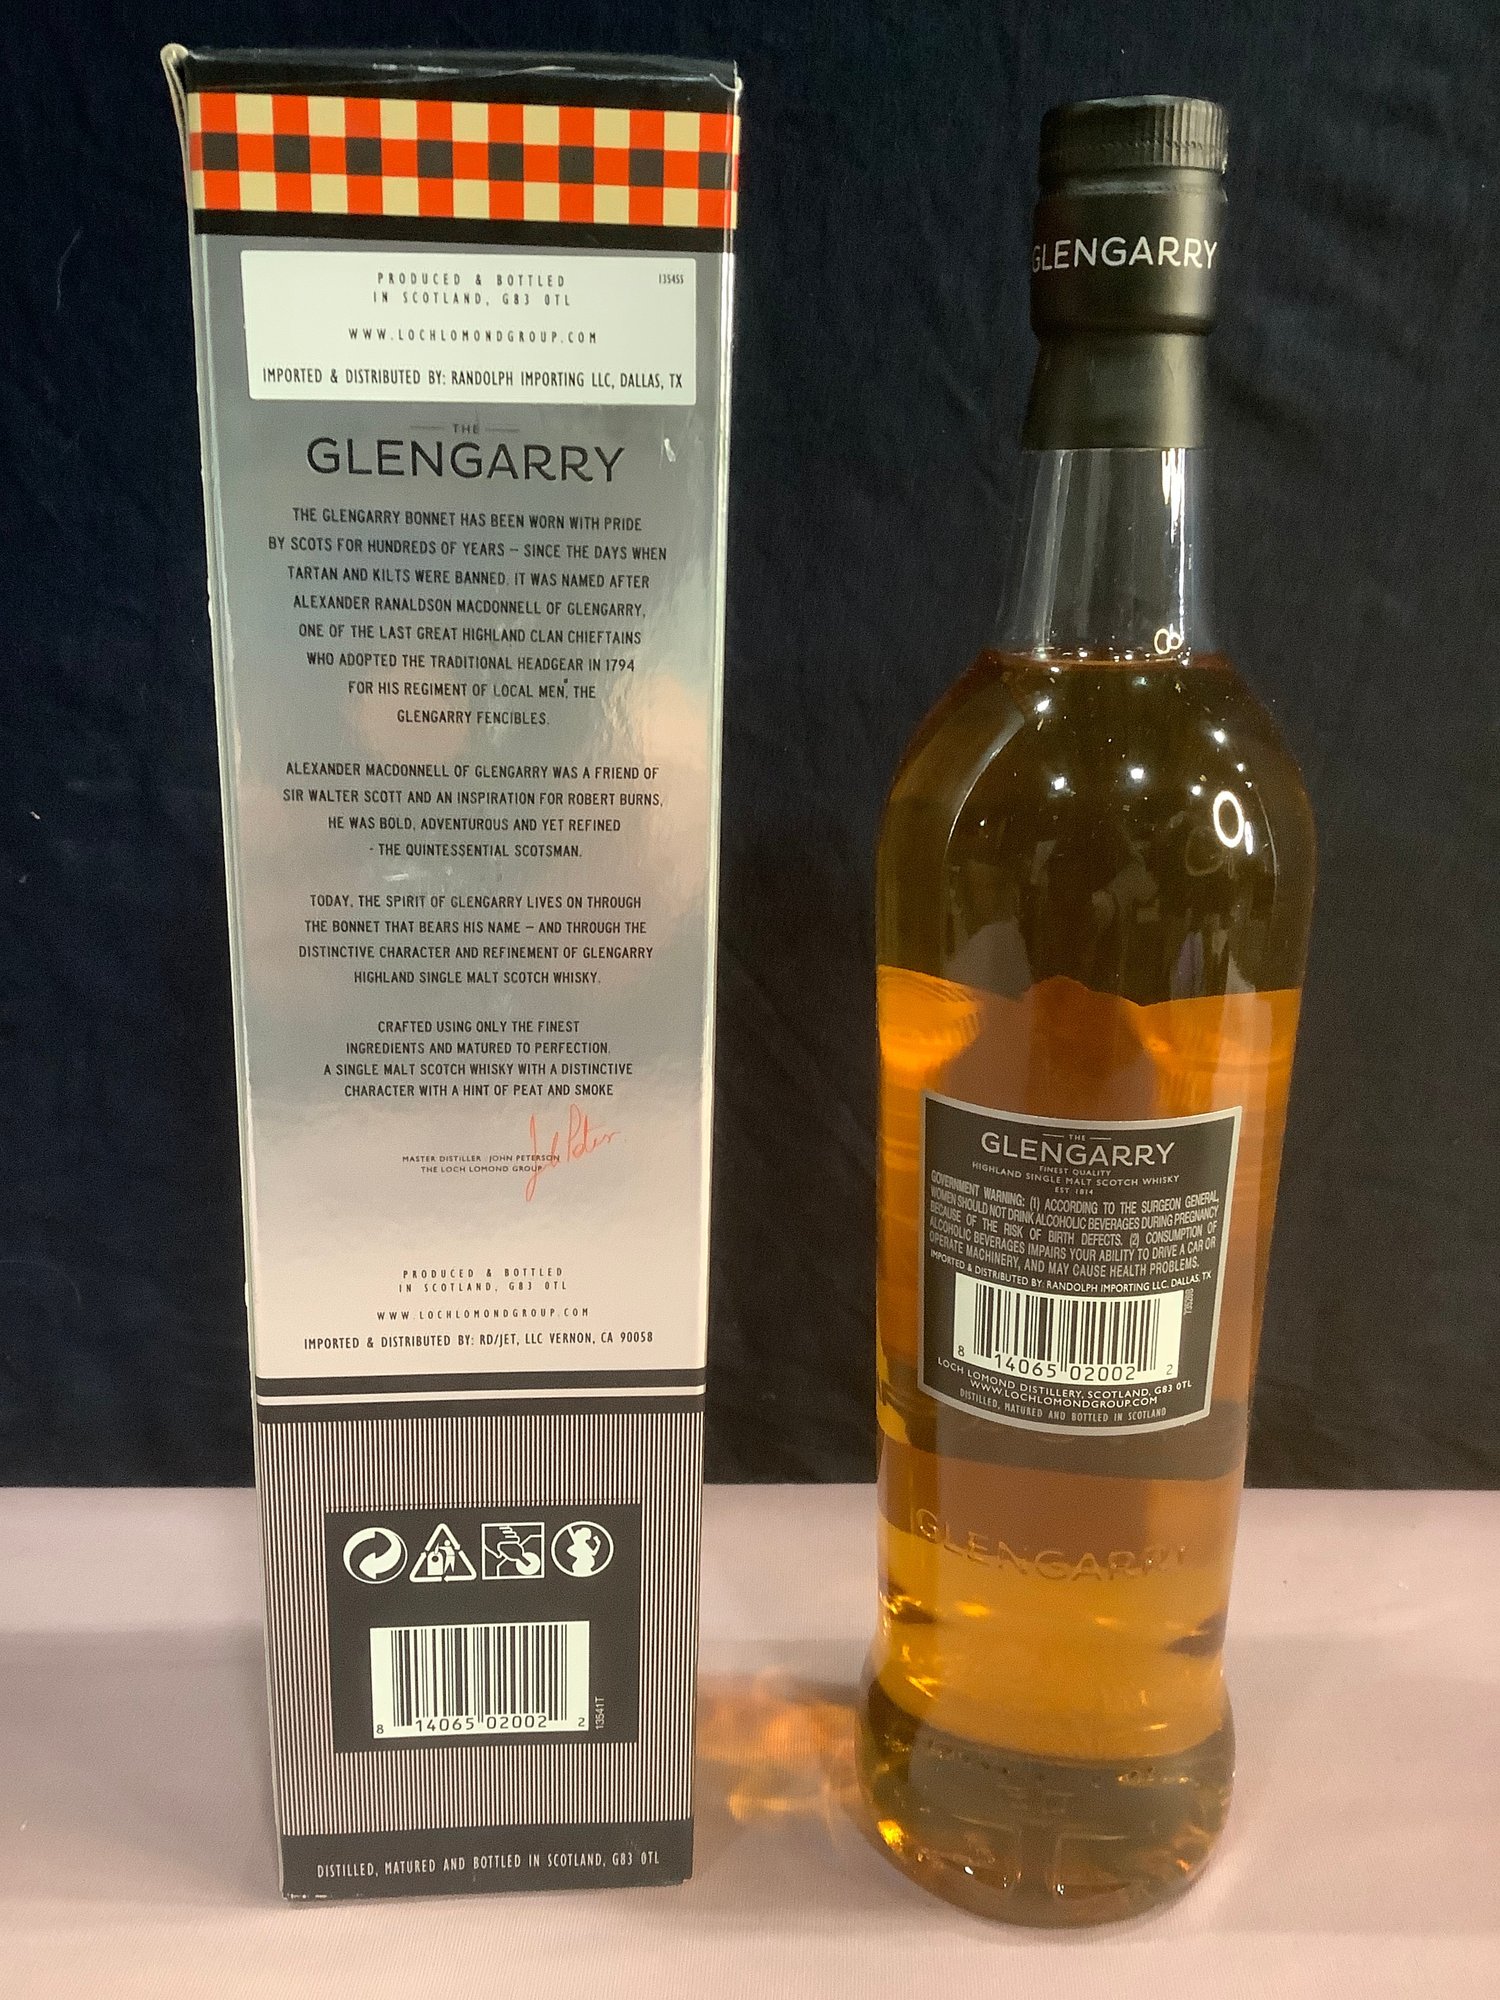 PRODUCED & BOTTLED
IN SCOTLAND, G83 0TL
13545S
WWW.LOCHLOMONDGROUP.COM
IMPORTED & DISTRIBUTED BY: RANDOLPH IMPORTING LLC, DALLAS, TX
THE
GLENGARRY
THE GLENGARRY BONNET HAS BEEN WORN WITH PRIDE
BY SCOTS FOR HUNDREDS OF YEARS – SINCE THE DAYS WHEN
TARTAN AND KILTS WERE BANNED. IT WAS NAMED AFTER
ALEXANDER RANALDSON MACDONNELL OF GLENGARRY,
ONE OF THE LAST GREAT HIGHLAND CLAN CHIEFTAINS
WHO ADOPTED THE TRADITIONAL HEADGEAR IN 1794
FOR HIS REGIMENT OF LOCAL MEN, THE
GLENGARRY FENCIBLES.
ALEXANDER MACDONNELL OF GLENGARRY WAS A FRIEND OF
SIR WALTER SCOTT AND AN INSPIRATION FOR ROBERT BURNS,
HE WAS BOLD, ADVENTUROUS AND YET REFINED
- THE QUINTESSENTIAL SCOTSMAN.
TODAY, THE SPIRIT OF GLENGARRY LIVES ON THROUGH
THE BONNET THAT BEARS HIS NAME – AND THROUGH THE
DISTINCTIVE CHARACTER AND REFINEMENT OF GLENGARRY
HIGHLAND SINGLE MALT SCOTCH WHISKY.
CRAFTED USING ONLY THE FINEST
INGREDIENTS AND MATURED TO PERFECTION.
A SINGLE MALT SCOTCH WHISKY WITH A DISTINCTIVE
CHARACTER WITH A HINT OF PEAT AND SMOKE
MASTER DISTILLER : JOHN PETERSON
THE LOCH LOMOND GROUP
PRODUCED & BOTTLED
IN SCOTLAND, G83 0TL
WWW.LOCHLOMONDGROUP.COM
IMPORTED & DISTRIBUTED BY: RD/JET, LLC VERNON, CA 90058
8 14065 02002 2
13541T
DISTILLED, MATURED AND BOTTLED IN SCOTLAND, G83 0TL
GLENGARRY
THE
GLENGARRY
FINEST QUALITY
HIGHLAND SINGLE MALT SCOTCH WHISKY
EST 1814
GOVERNMENT WARNING: (1) ACCORDING TO THE SURGEON GENERAL,
WOMEN SHOULD NOT DRINK ALCOHOLIC BEVERAGES DURING PREGNANCY
BECAUSE OF THE RISK OF BIRTH DEFECTS. (2) CONSUMPTION OF
ALCOHOLIC BEVERAGES IMPAIRS YOUR ABILITY TO DRIVE A CAR OR
OPERATE MACHINERY, AND MAY CAUSE HEALTH PROBLEMS.
IMPORTED & DISTRIBUTED BY: RANDOLPH IMPORTING LLC, DALLAS, TX
8 14065 02002 2
LOCH LOMOND DISTILLERY, SCOTLAND, G83 0TL
WWW.LOCHLOMONDGROUP.COM
DISTILLED, MATURED AND BOTTLED IN SCOTLAND
GLENGARRY